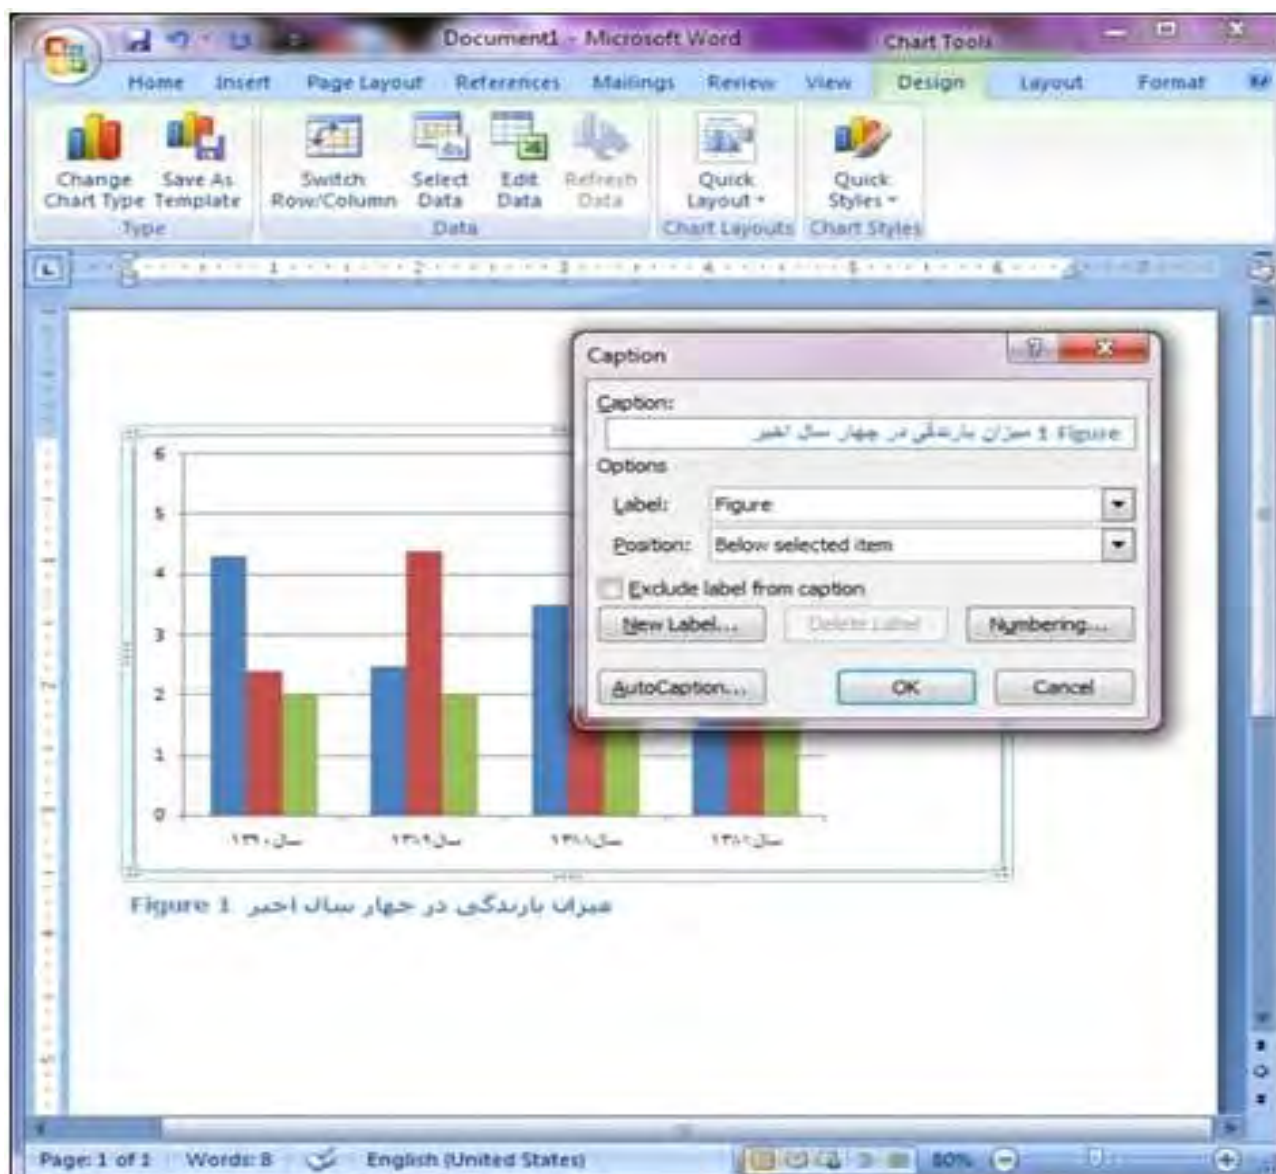 Document1 - Microsoft Word
Chart Tools
Home Insert Page Layout References Mailings Review View Design Layout Format
Change Chart Type
Save As Template
Switch Row/Column
Select Data
Edit Data
Refresh Data
Quick Layout
Quick Styles
Type
Data
Chart Layouts
Chart Styles
Caption
Caption:
Figure 1 میزان بارندگی در چهار سال اخیر
Options
Label: Figure
Position: Below selected item
Exclude label from caption
New Label... Delete Label Numbering...
AutoCaption... OK Cancel
6
5
4
3
2
1
0
سال۱۳۹۰ سال۱۳۸۹ سال۱۳۸۸
Figure 1 میزان بارندگی در چهار سال اخیر
Page: 1 of 1 Words: 8 English (United States) 80%